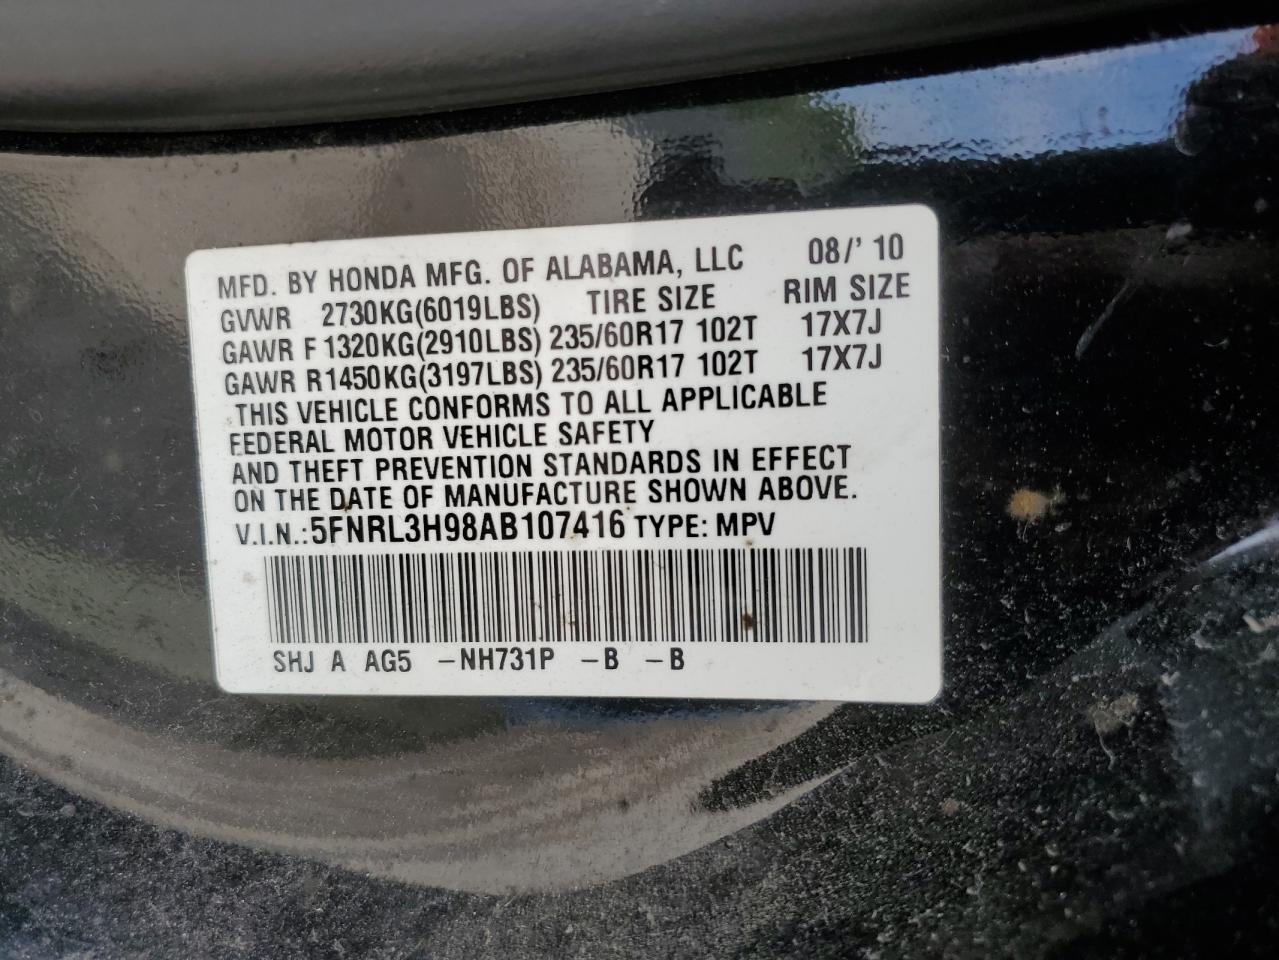 MFD. BY HONDA MFG. OF ALABAMA, LLC 08/' 10
GVWR 2730KG(6019LBS) TIRE SIZE RIM SIZE
GAWR F 1320KG(2910LBS) 235/60R17 102T 17X7J
GAWR R1450KG(3197LBS) 235/60R17 102T 17X7J
THIS VEHICLE CONFORMS TO ALL APPLICABLE
FEDERAL MOTOR VEHICLE SAFETY
AND THEFT PREVENTION STANDARDS IN EFFECT
ON THE DATE OF MANUFACTURE SHOWN ABOVE.
V.I.N.:5FNRL3H98AB107416 TYPE: MPV
SHJ A AG5 -NH731P -B -B